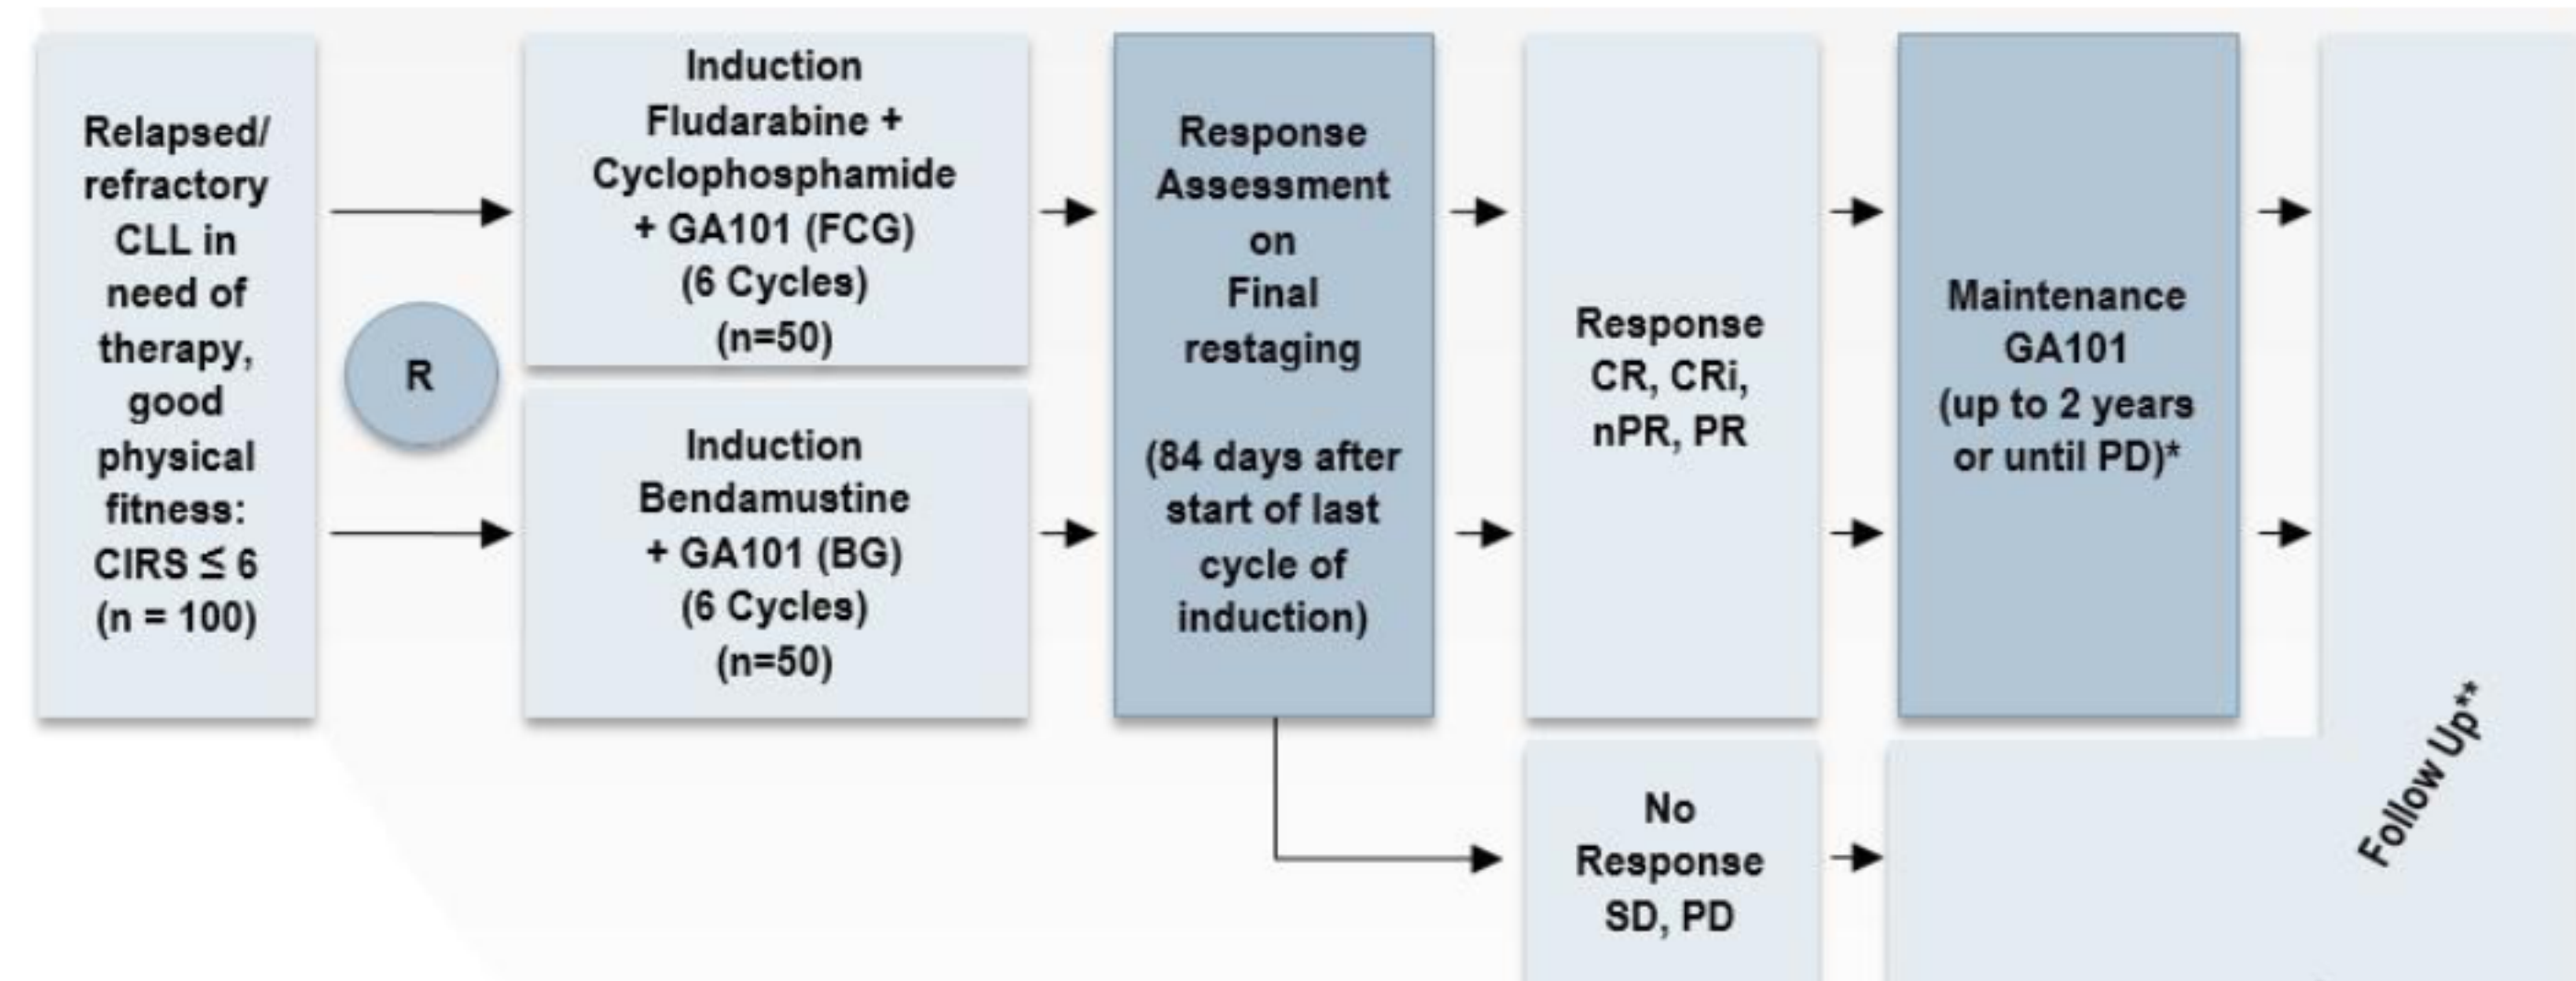 Relapsed/
refractory
CLL in
need of
therapy,
good
physical
fitness:
CIRS ≤ 6
(n = 100)
R
Induction
Fludarabine +
Cyclophosphamide
+ GA101 (FCG)
(6 Cycles)
(n=50)
Induction
Bendamustine
+ GA101 (BG)
(6 Cycles)
(n=50)
Response
Assessment
on
Final
restaging
(84 days after
start of last
cycle of
induction)
Response
CR, CRi,
nPR, PR
No
Response
SD, PD
Maintenance
GA101
(up to 2 years
or until PD)*
Follow Up**